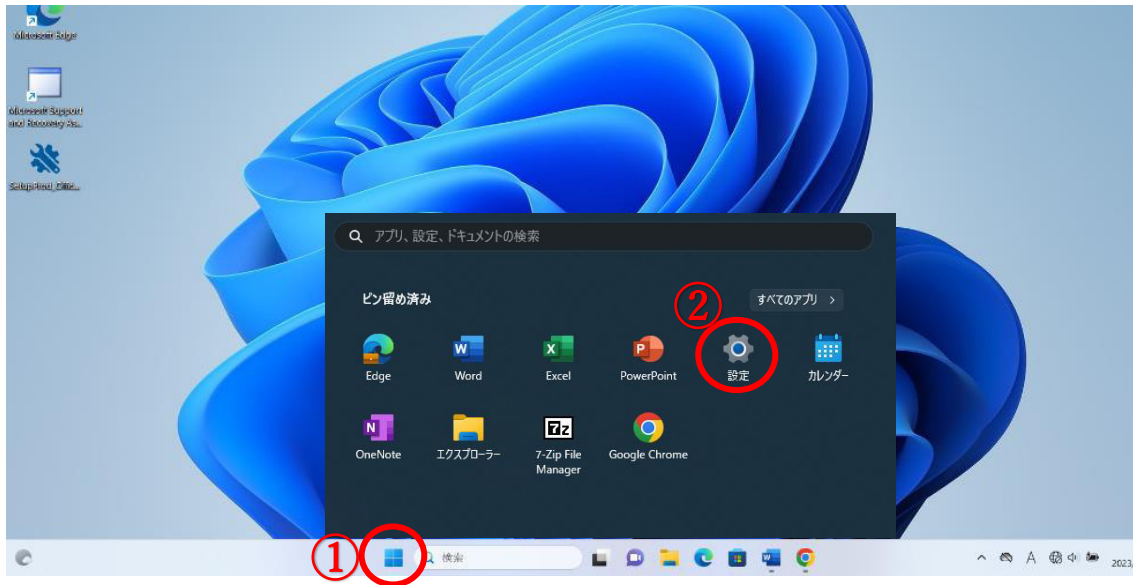 Microsoft Edge
Microsoft Support
and Recovery As...
アプリ、設定、ドキュメントの検索
ピン留め済み
②
すべてのアプリ >
Edge
Word
Excel
PowerPoint
設定
カレンダー
OneNote
エクスプローラー
7-Zip File
Manager
Google Chrome
①
検索
A
2023/